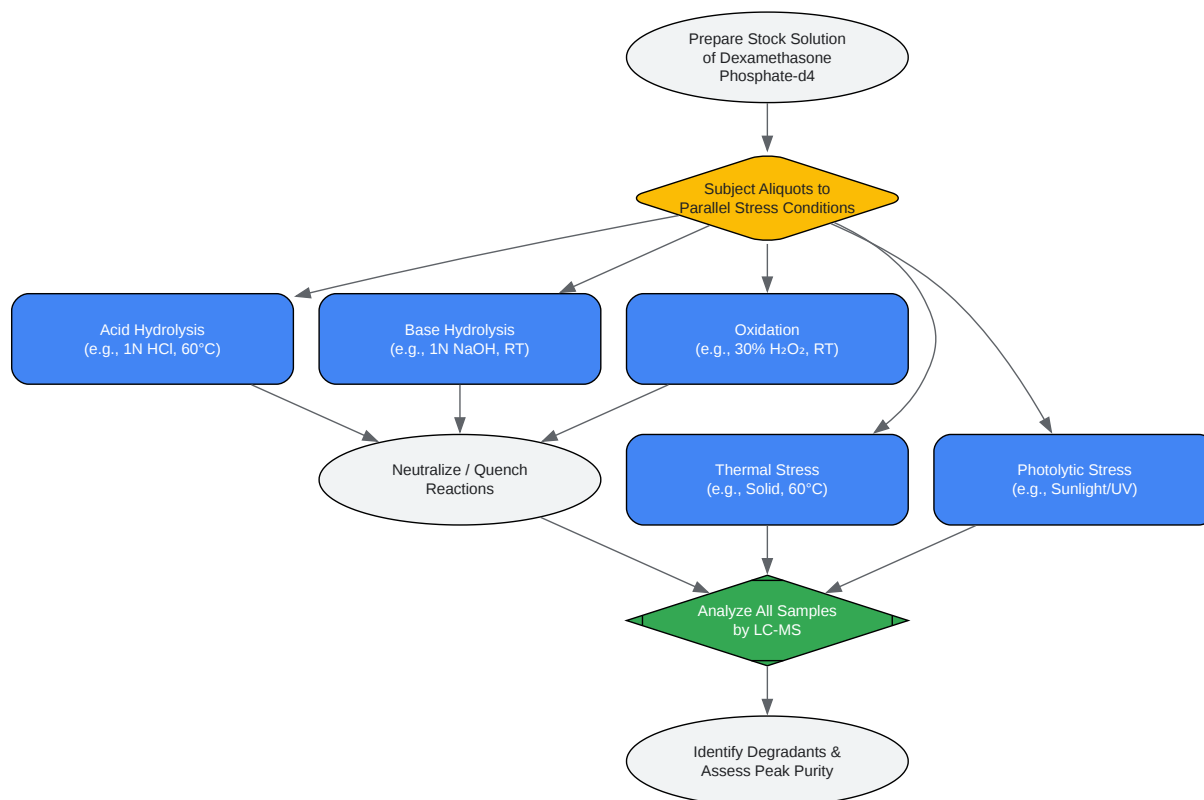 Prepare Stock Solution
of Dexamethasone
Phosphate-d4
Subject Aliquots to
Parallel Stress Conditions
Acid Hydrolysis
(e.g., 1N HCl, 60°C)
Base Hydrolysis
(e.g., 1N NaOH, RT)
Oxidation
(e.g., 30% H₂O₂, RT)
Neutralize / Quench
Reactions
Thermal Stress
(e.g., Solid, 60°C)
Photolytic Stress
(e.g., Sunlight/UV)
Analyze All Samples
by LC-MS
Identify Degradants &
Assess Peak Purity